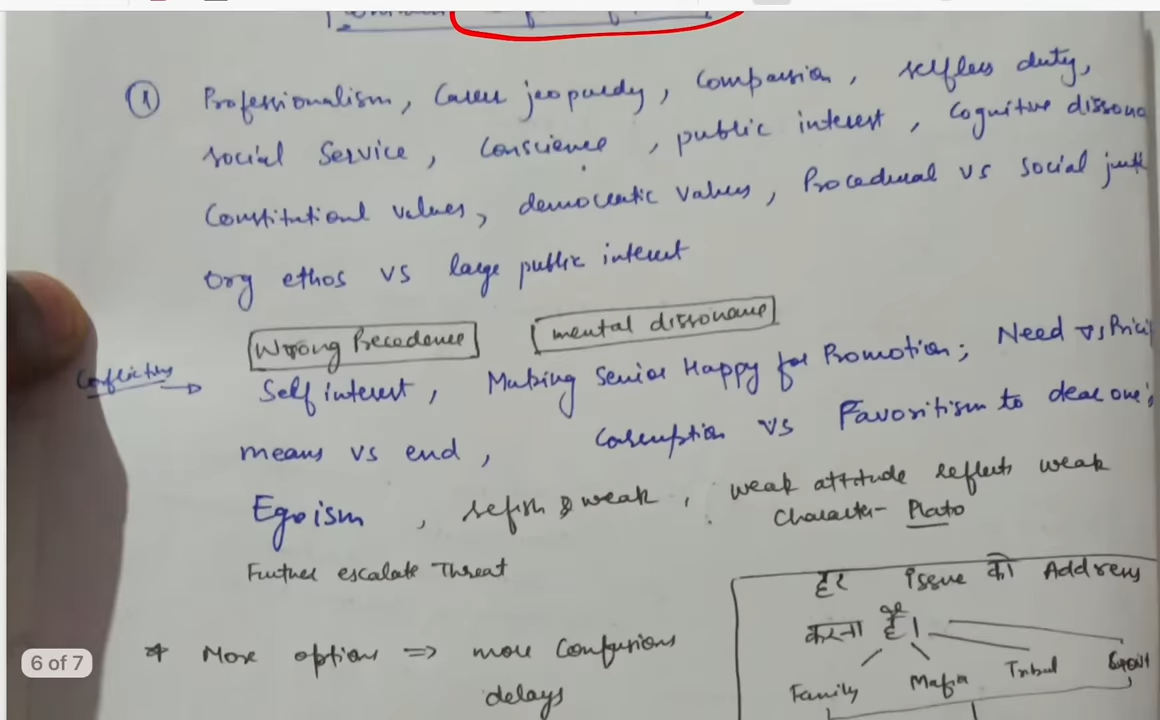 ① Professionalism, Career jeopardy, Compassion, selfless duty,
social Service, Conscience, public interest, Cognitive dissona
Constitutional values, democratic values, Procedural vs social
Org ethos vs large public interest
Wrong Precedence mental dissonance
Conflicting → Self interest, Making Senior Happy for Promotion; Need vs
means vs end, Corruption vs Favoritism to dear one's
Egoism, & weak, weak attitude reflects weak
Character- Plato
Further escalate Threat
हर issue को Address
करना है।
* More options ⇒ more Confusions
delays
Family Mafia Tribal Govt
6 of 7